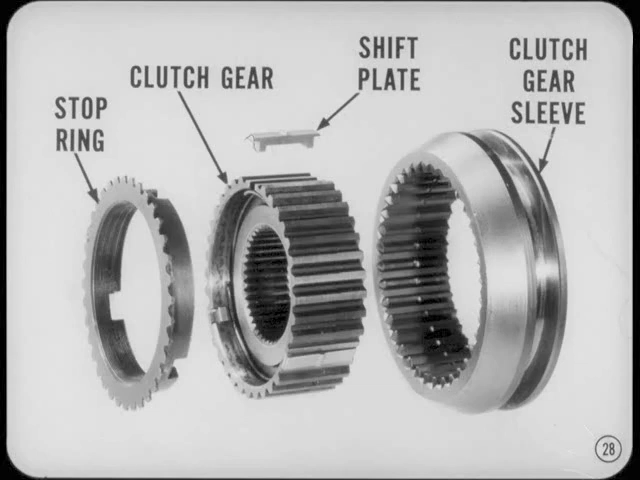 STOP
RING
CLUTCH GEAR
SHIFT
PLATE
CLUTCH
GEAR
SLEEVE
28